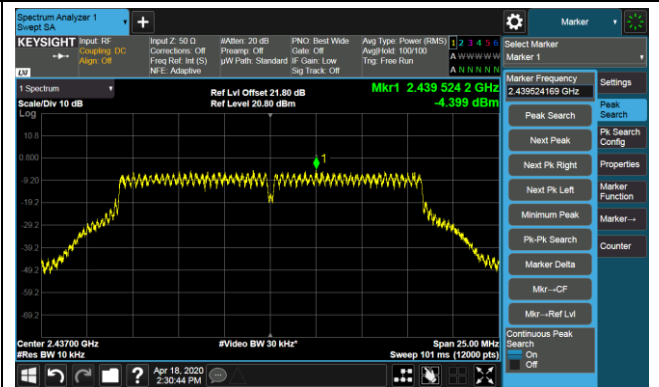 Spectrum Analyzer 1
Swept SA
Marker
KEYSIGHT
Input: RF
Coupling: DC
Align: Off
Input Z: 50 Ω
Corrections: Off
Freq Ref: Int (S)
NFE: Adaptive
#Atten: 20 dB
Preamp: Off
µW Path: Standard
PNO: Best Wide
Gate: Off
IF Gain: Low
Sig Track: Off
Avg Type: Power (RMS)
Avg|Hold: 100/100
Trig: Free Run
1 2 3 4 5 6
A W W W W W
A N N N N N
LXI
Select Marker
Marker 1
1 Spectrum
Scale/Div 10 dB
Log
Ref Lvl Offset 21.80 dB
Ref Level 20.80 dBm
Mkr1 2.439 524 2 GHz
-4.399 dBm
10.8
0.800
-9.20
-19.2
-29.2
-39.2
-49.2
-59.2
-69.2
1
Center 2.43700 GHz
#Res BW 10 kHz
#Video BW 30 kHz*
Span 25.00 MHz
Sweep 101 ms (12000 pts)
Marker Frequency
2.439524169 GHz
Peak Search
Next Peak
Next Pk Right
Next Pk Left
Minimum Peak
Pk-Pk Search
Marker Delta
Mkr→CF
Mkr→Ref Lvl
Continuous Peak
Search
On
Off
Settings
Peak
Search
Pk Search
Config
Properties
Marker
Function
Marker→
Counter
Apr 18, 2020
2:30:44 PM